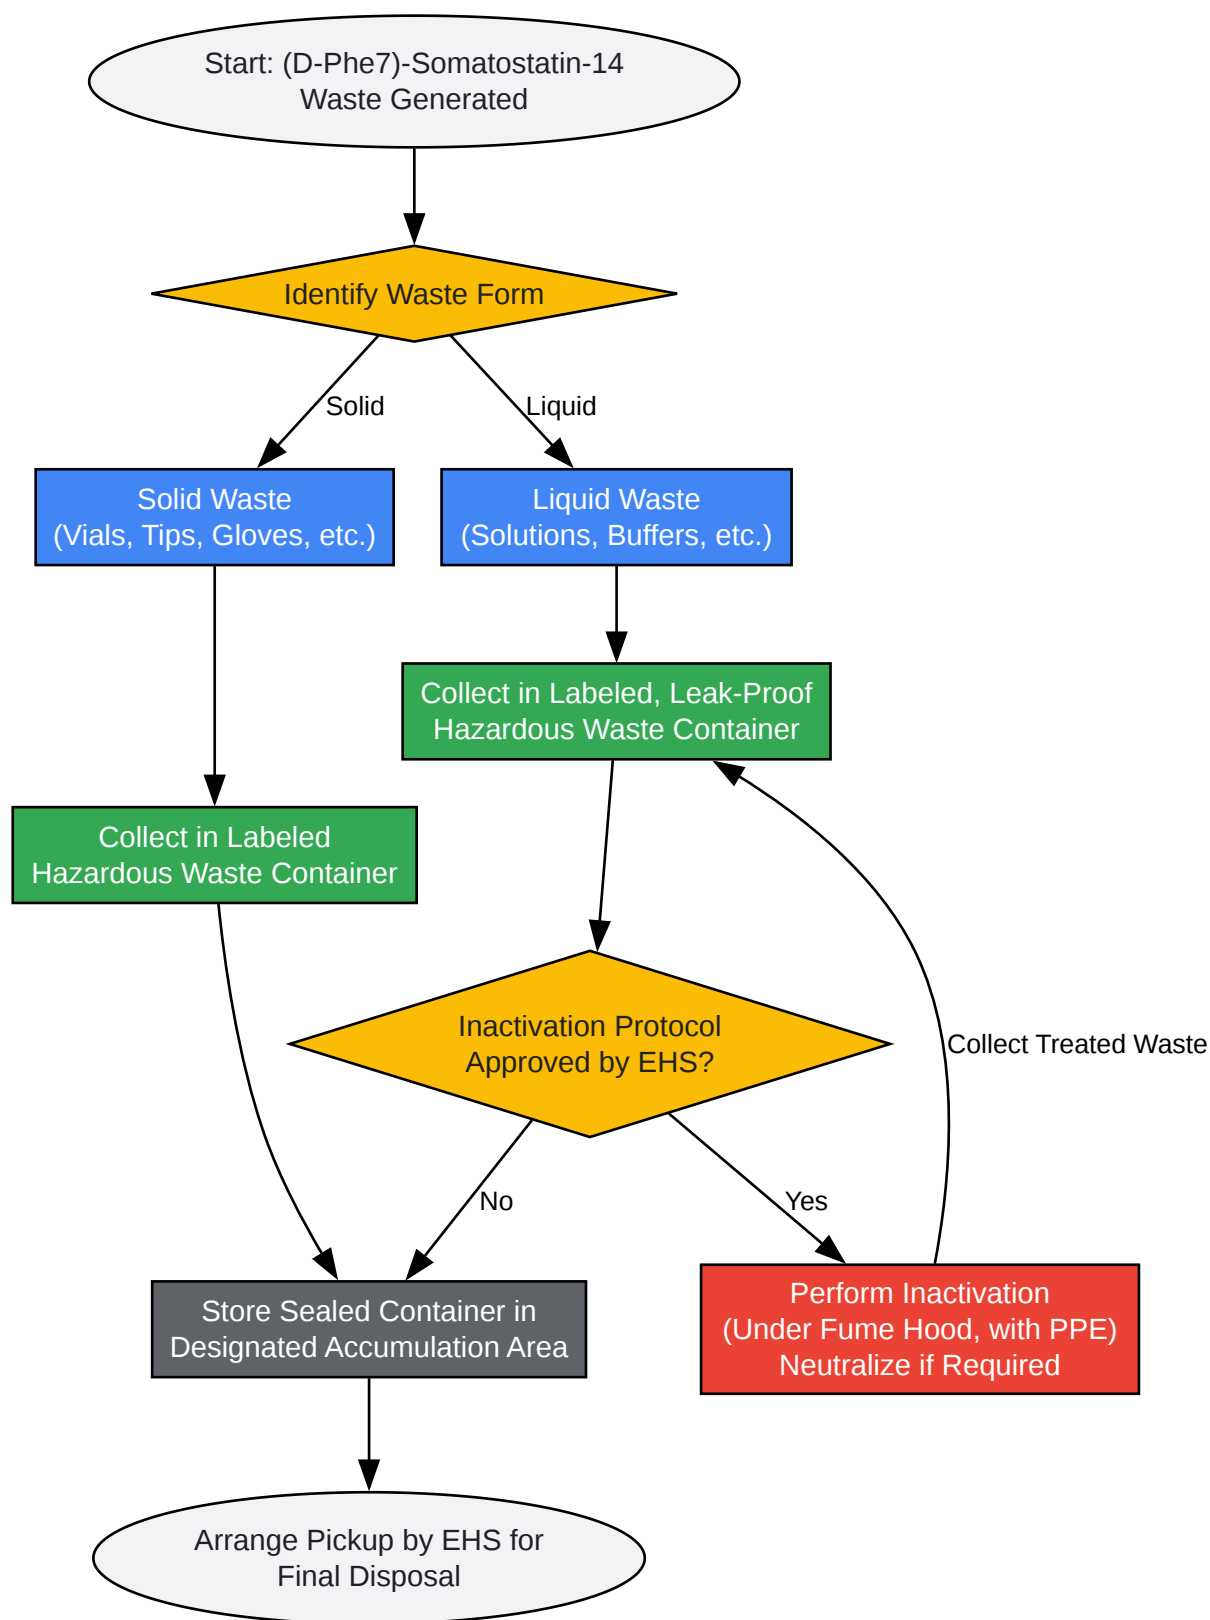 Start: (D-Phe7)-Somatostatin-14
Waste Generated
Identify Waste Form
Solid
Liquid
Solid Waste
(Vials, Tips, Gloves, etc.)
Liquid Waste
(Solutions, Buffers, etc.)
Collect in Labeled, Leak-Proof
Hazardous Waste Container
Collect in Labeled
Hazardous Waste Container
Inactivation Protocol
Approved by EHS?
Collect Treated Waste
No
Yes
Store Sealed Container in
Designated Accumulation Area
Perform Inactivation
(Under Fume Hood, with PPE)
Neutralize if Required
Arrange Pickup by EHS for
Final Disposal